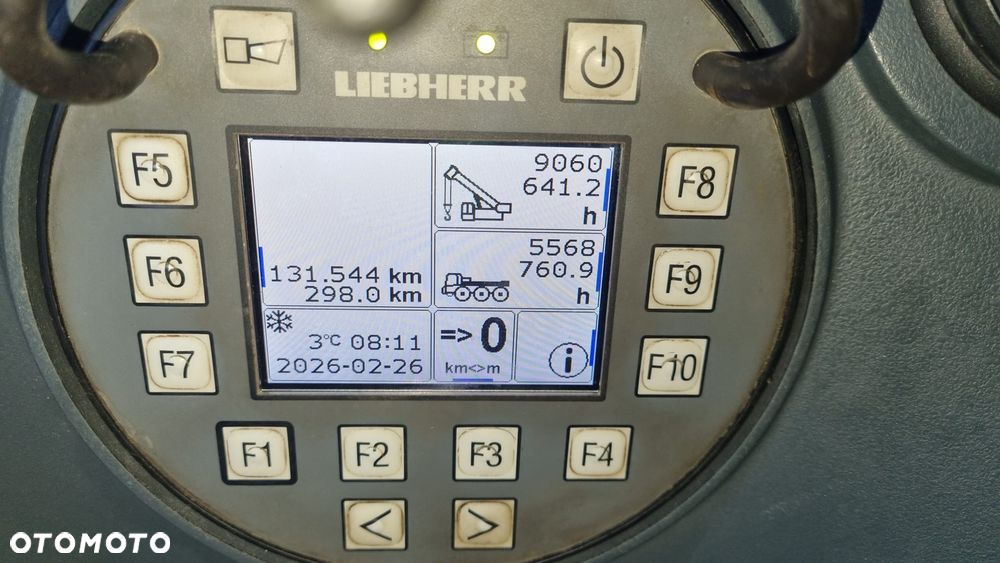 LIEBHERR
F5
F6
F7
F8
F9
F10
9060
641.2
h
5568
760.9
h
131.544 km
298.0 km
3°C 08:11
2026-02-26
=> 0
km<>m
i
F1
F2
F3
F4
<
>
OTOMOTO